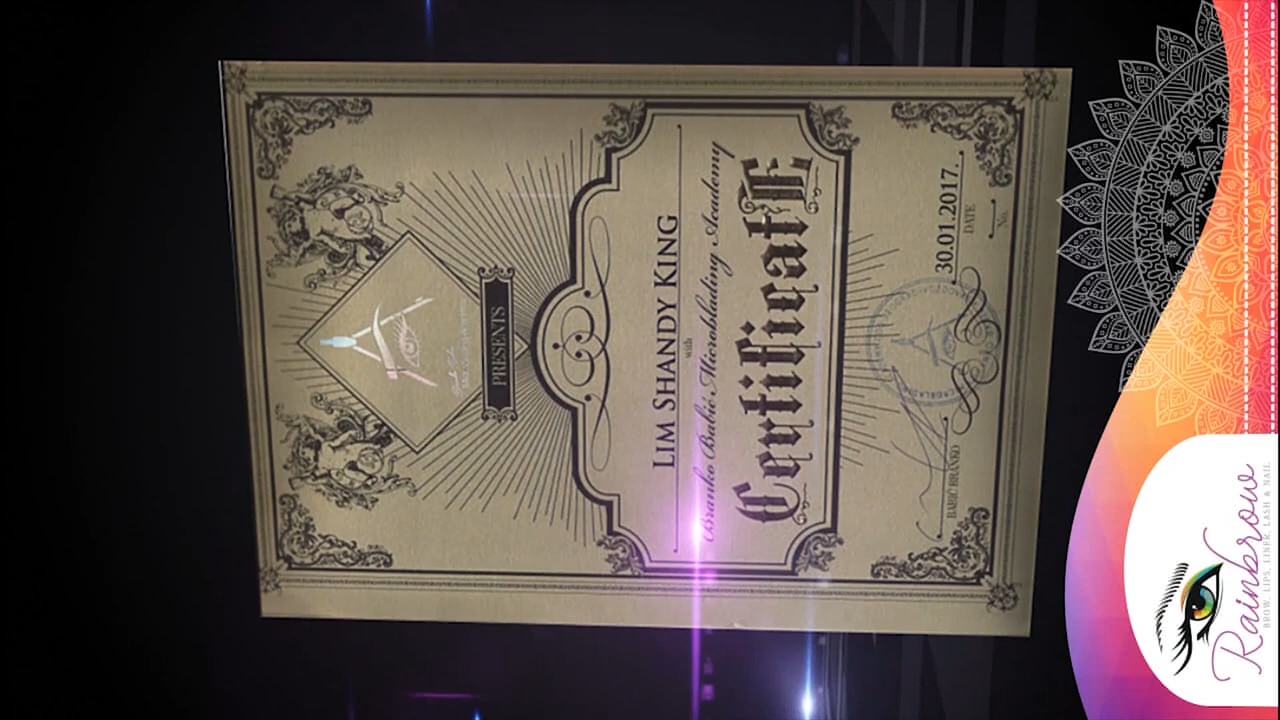 PRESENTS
LIM SHANDY KING
with
Branko Babić Microblading Academy
Certificate
30.01.2017.
DATE
No.
BABIĆ BRANKO
Rainbrow
BROW, LIPS, LINER, LASH & NAIL